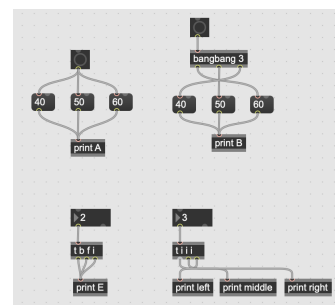 bangbang 3
40 50 60
40 50 60
print A
print B
2
3
t b f i
t i i i
print E
print left
print middle
print right